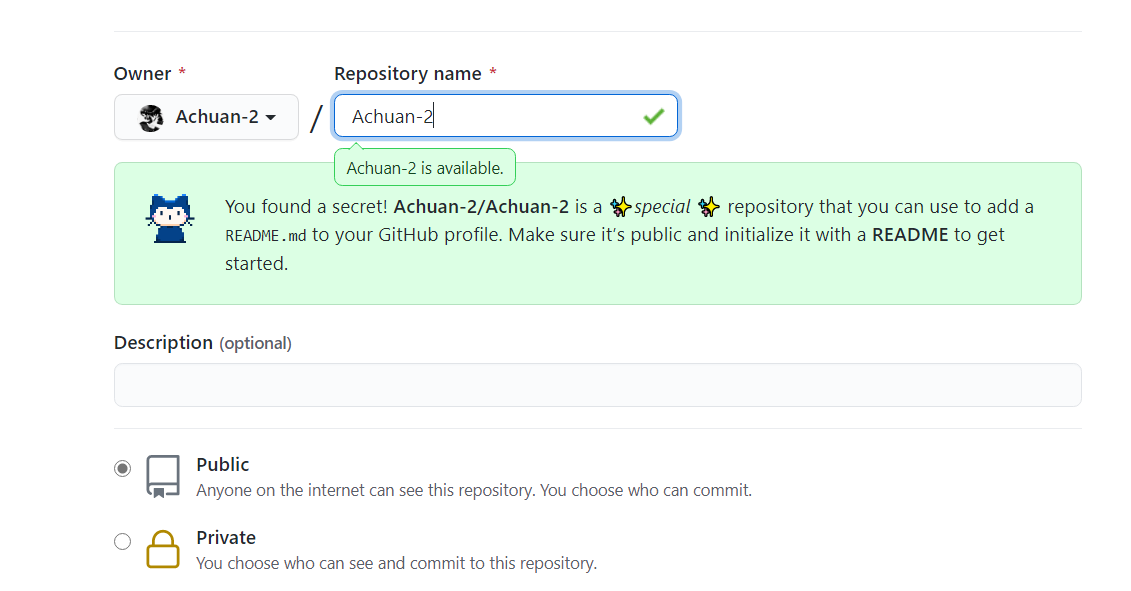 Owner *
Repository name *
Achuan-2
/
Achuan-2
Achuan-2 is available.
You found a secret! Achuan-2/Achuan-2 is a ✨special ✨ repository that you can use to add a
README.md to your GitHub profile. Make sure it’s public and initialize it with a README to get
started.
Description (optional)
Public
Anyone on the internet can see this repository. You choose who can commit.
Private
You choose who can see and commit to this repository.